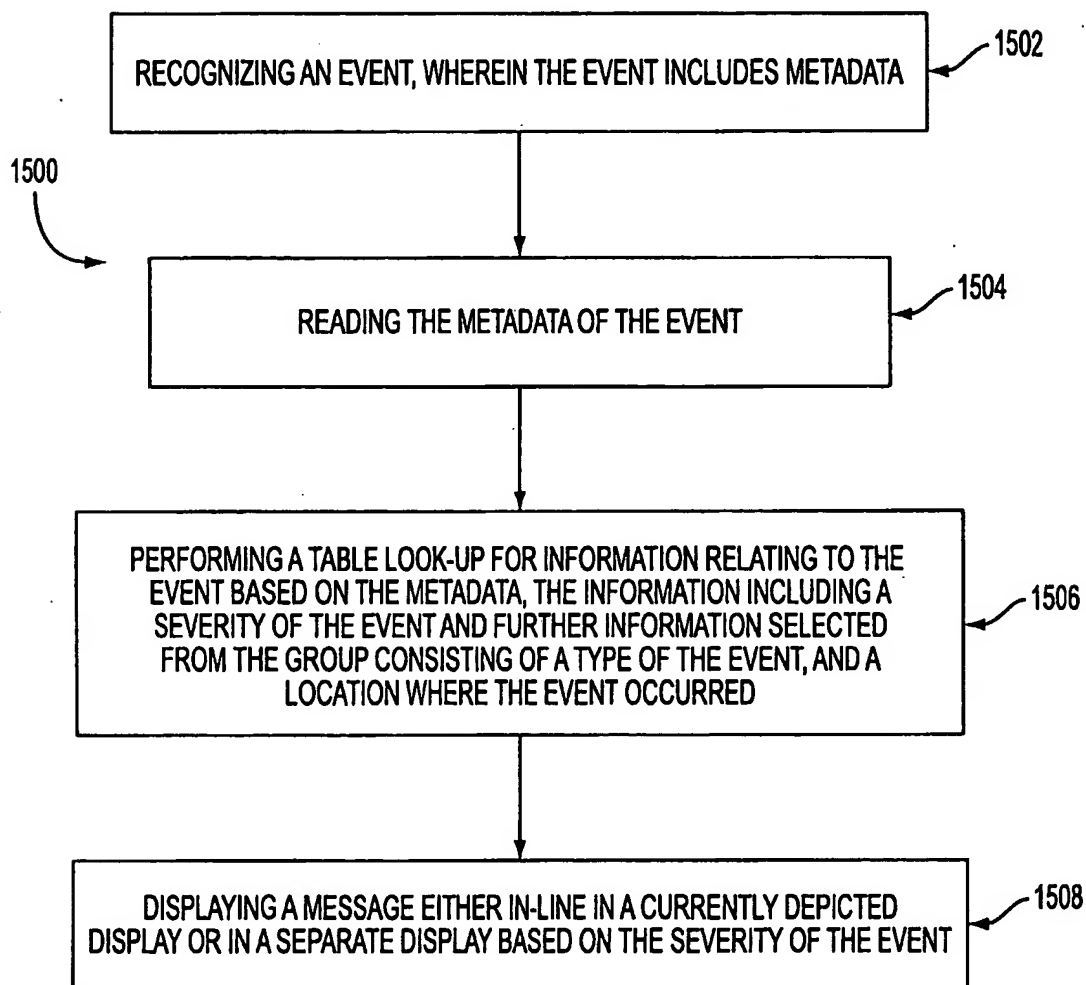 RECOGNIZING AN EVENT, WHEREIN THE EVENT INCLUDES METADATA
1502
1500
READING THE METADATA OF THE EVENT
1504
PERFORMING A TABLE LOOK-UP FOR INFORMATION RELATING TO THE
EVENT BASED ON THE METADATA, THE INFORMATION INCLUDING A
SEVERITY OF THE EVENT AND FURTHER INFORMATION SELECTED
FROM THE GROUP CONSISTING OF A TYPE OF THE EVENT, AND A
LOCATION WHERE THE EVENT OCCURRED
1506
DISPLAYING A MESSAGE EITHER IN-LINE IN A CURRENTLY DEPICTED
DISPLAY OR IN A SEPARATE DISPLAY BASED ON THE SEVERITY OF THE EVENT
1508